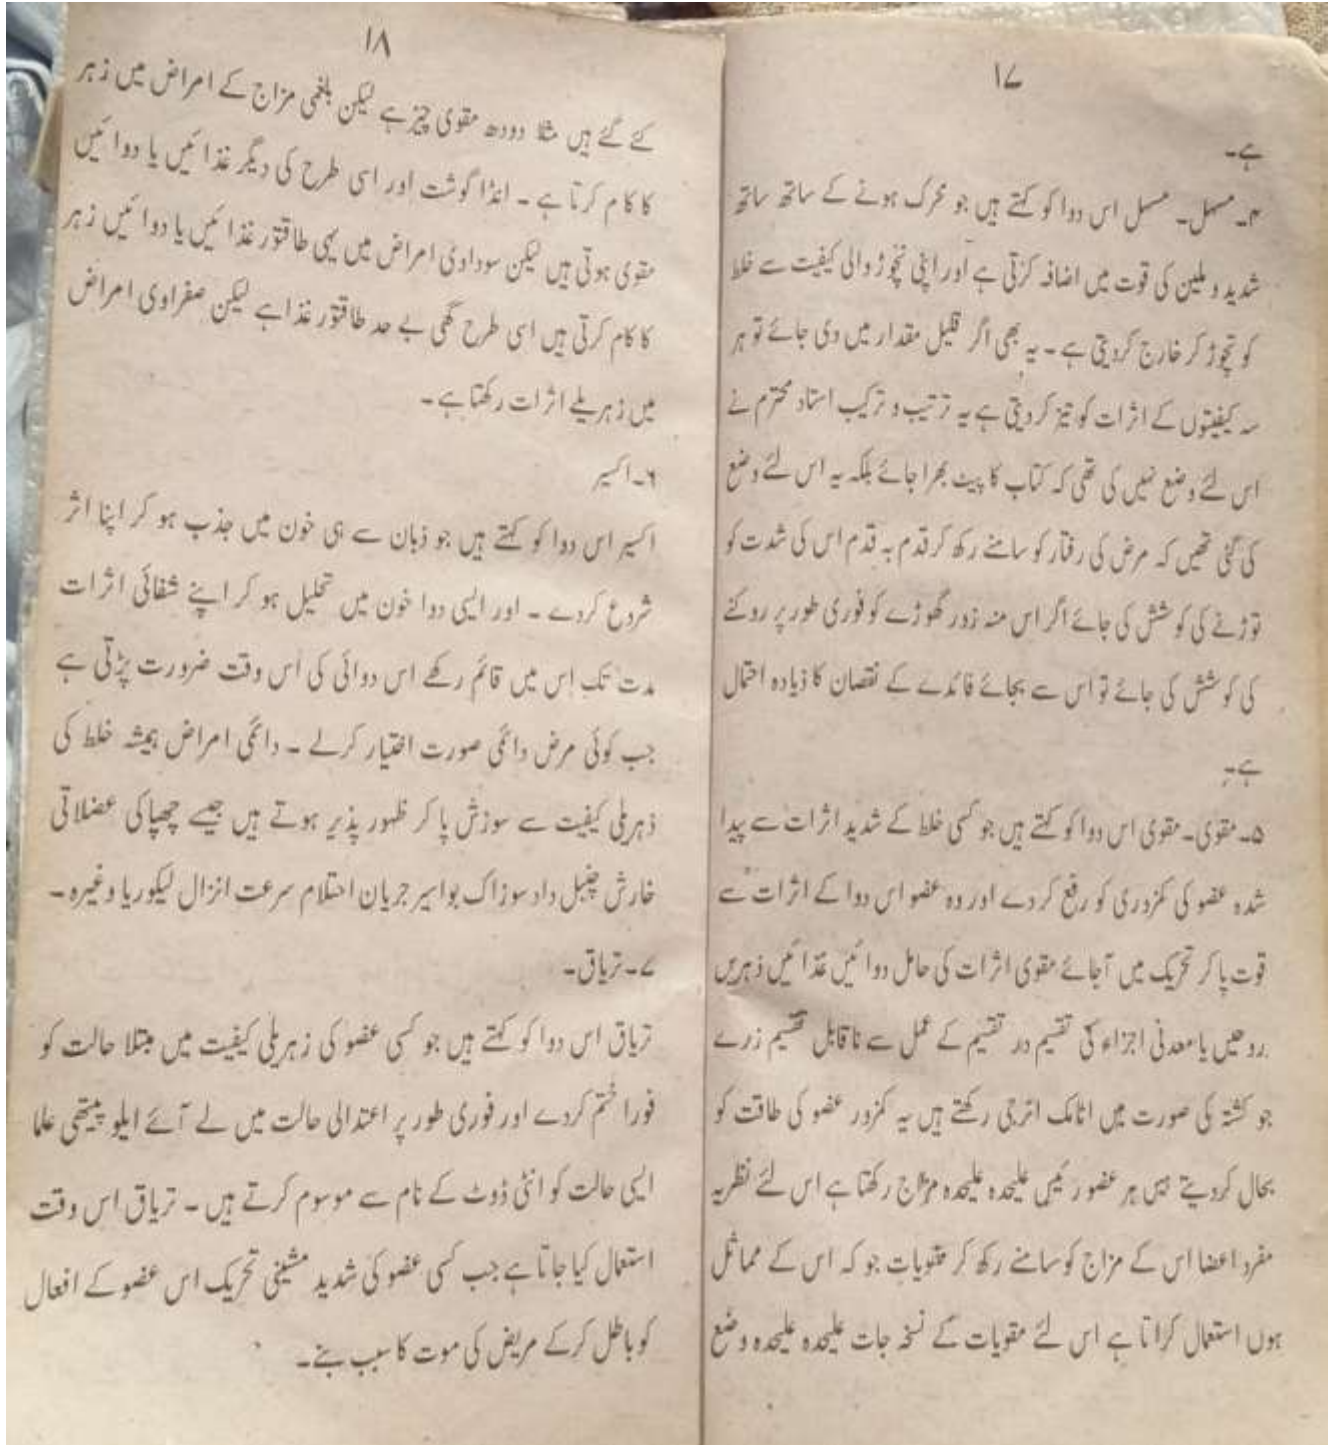 ۱۷
ہے۔
۴۔ مسہل۔ مسہل اس دوا کو کہتے ہیں جو محرک ہونے کے ساتھ ساتھ
شدید و ملین کی قوت میں اضافہ کرتی ہے اور اپنی نچوڑ والی کیفیت سے خلط
کو نچوڑ کر خارج کردیتی ہے۔ یہ بھی اگر قلیل مقدار میں دی جائے تو ہر
سہ کیفیتوں کے اثرات کو تیز کر دیتی ہے یہ ترتیب و ترکیب استاد محترم نے
اس لئے وضع نہیں کی تھی کہ کتاب کا پیٹ بھرا جائے بلکہ یہ اس لئے وضع
کی گئی تھیں کہ مرض کی رفتار کو سامنے رکھ کر قدم بہ قدم اس کی شدت کو
توڑنے کی کوشش کی جائے اگر اس منہ زور گھوڑے کو فوری طور پر روکنے
کی کوشش کی جائے تو اس سے بجائے فائدے کے نقصان کا زیادہ احتمال
ہے۔
۵۔ مقوی۔ مقوی اس دوا کو کہتے ہیں جو کسی خلط کے شدید اثرات سے پیدا
شدہ عضو کی کمزوری کو رفع کر دے اور وہ عضو اس دوا کے اثرات سے
قوت پا کر تحریک میں آجائے مقوی اثرات کی حامل دوائیں غذائیں ذہریں
روحیں یا معدنی اجزاء کی تقسیم در تقسیم کے عمل سے ناقابل تقسیم زرے
جو کشتہ کی صورت میں اٹامک انرجی رکھتے ہیں یہ کمزور عضو کی طاقت کو
بحال کردیتے ہیں ہر عضو رئیس علیحدہ علیحدہ مزاج رکھتا ہے اس لئے نظریہ
مفرد اعضا اس کے مزاج کو سامنے رکھ کر مقویات جو کہ اس کے مماثل
ہوں استعمال کراتا ہے اس لئے مقویات کے نسخہ جات علیحدہ علیحدہ وضع
۱۸
کئے گئے ہیں مثلا دودھ مقوی چیز ہے لیکن بلغمی مزاج کے امراض میں زہر
کا کام کرتا ہے۔ انڈا گوشت اور اسی طرح کی دیگر غذائیں یا دوائیں
مقوی ہوتی ہیں لیکن سوداوی امراض میں یہی طاقتور غذائیں یا دوائیں زہر
کا کام کرتی ہیں اسی طرح گھی بے حد طاقتور غذا ہے لیکن صفراوی امراض
میں زہریلے اثرات رکھتا ہے۔
۶۔ اکسیر
اکسیر اس دوا کو کہتے ہیں جو ذبان سے ہی خون میں جذب ہو کر اپنا اثر
شروع کردے۔ اور ایسی دوا خون میں تحلیل ہو کر اپنے شفائی اثرات
مدت تک اس میں قائم رکھے اس دوائی کی اُس وقت ضرورت پڑتی ہے
جب کوئی مرض دائمی صورت اختیار کرلے۔ دائمی امراض ہمیشہ خلط کی
ذہریلی کیفیت سے سوزش پا کر ظہور پذیر ہوتے ہیں جیسے چھپاکی عضلاتی
خارش چنبل داد سوزاک بواسیر جریان احتلام سرعت انزال لیکوریا وغیرہ۔
۷۔ تریاق۔
تریاق اس دوا کو کہتے ہیں جو کسی عضو کی زہریلی کیفیت میں مبتلا حالت کو
فورا ختم کردے اور فوری طور پر اعتدالی حالت میں لے آئے ایلو پیتھی علما
ایسی حالت کو انٹی ڈوٹ کے نام سے موسوم کرتے ہیں۔ تریاق اس وقت
استعمال کیا جاتا ہے جب کسی عضو کی شدید مشینی تحریک اس عضو کے افعال
کو باطل کرکے مریض کی موت کا سبب بنے۔